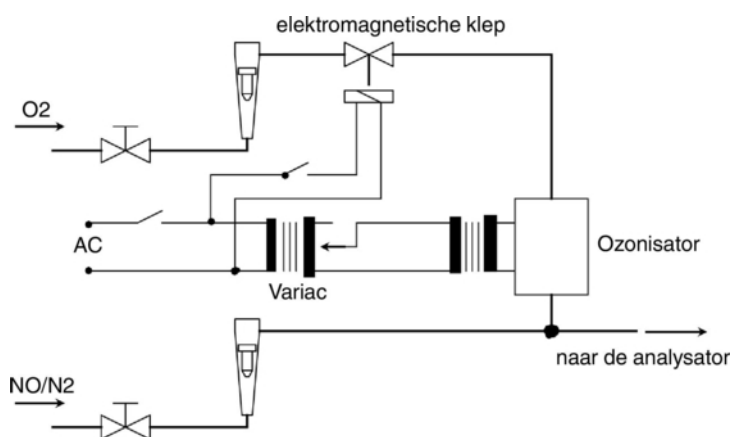 elektromagnetische klep
O2
AC
Variac
Ozonisator
naar de analysator
NO/N2